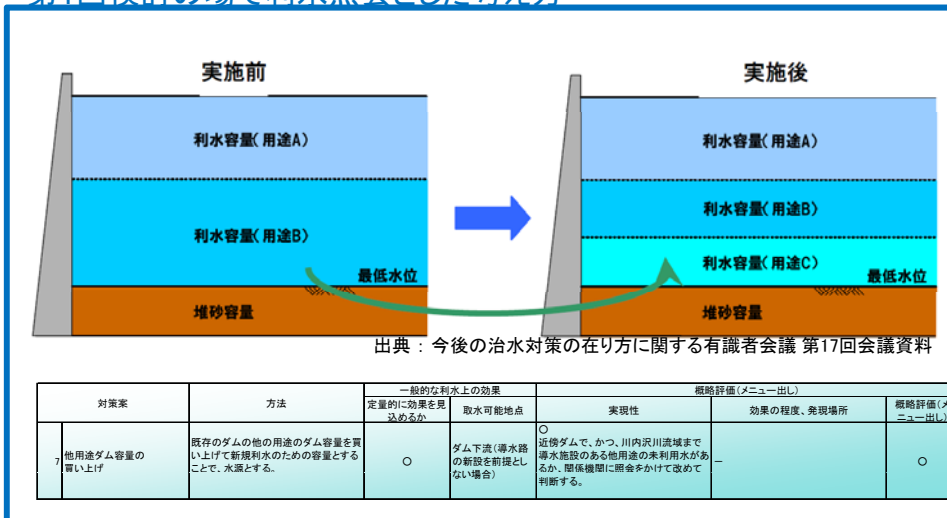 実施前
実施後
利水容量(用途A)
利水容量(用途B)
最低水位
堆砂容量
利水容量(用途A)
利水容量(用途B)
利水容量(用途C)
最低水位
堆砂容量
出典 : 今後の治水対策の在り方に関する有識者会議 第17回会議資料
対策案
方法
一般的な利水上の効果
概略評価(メニュー出し)
定量的に効果を見
込めるか
取水可能地点
実現性
効果の程度、発現場所
概略評価(メ
ニュー出し)
7
他用途ダム容量の
買い上げ
既存のダムの他の用途のダム容量を買
い上げて新規利水のための容量とする
ことで、水源とする。
○
ダム下流(導水路
の新設を前提とし
ない場合)
○
近傍ダムで、かつ、川内沢川流域まで
導水施設のある他用途の未利用水があ
るか、関係機関に照会をかけて改めて
判断する。
－
○